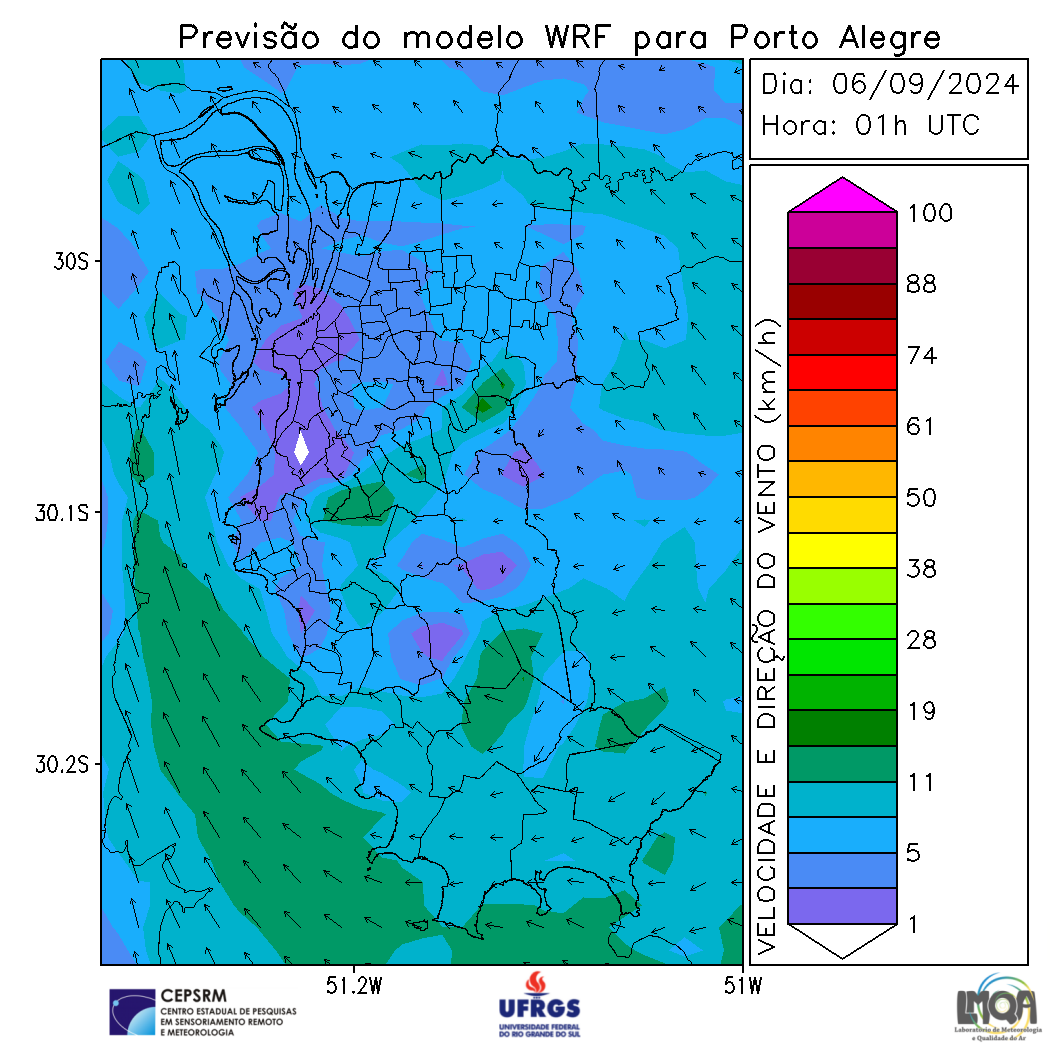 Previsão do modelo WRF para Porto Alegre
Dia: 06/09/2024
Hora: 01h UTC
30S
30.1S
30.2S
51.2W
51W
VELOCIDADE E DIREÇÃO DO VENTO (km/h)
100
88
74
61
50
38
28
19
11
5
1
CEPSRM
CENTRO ESTADUAL DE PESQUISAS
EM SENSORIAMENTO REMOTO
E METEOROLOGIA
UFRGS
UNIVERSIDADE FEDERAL
DO RIO GRANDE DO SUL
LMQA
Laboratório de Meteorologia
e Qualidade do Ar